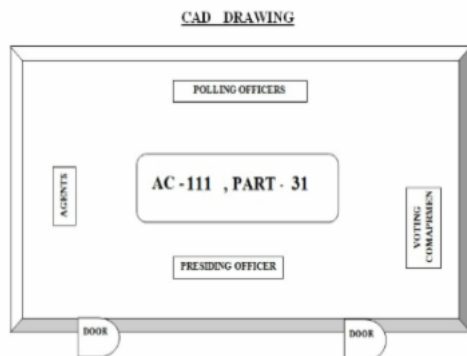 CAD DRAWING
POLLING OFFICERS
AGENTS
AC -111 , PART - 31
VOTING
COMAPRMEN
PRESIDING OFFICER
DOOR
DOOR